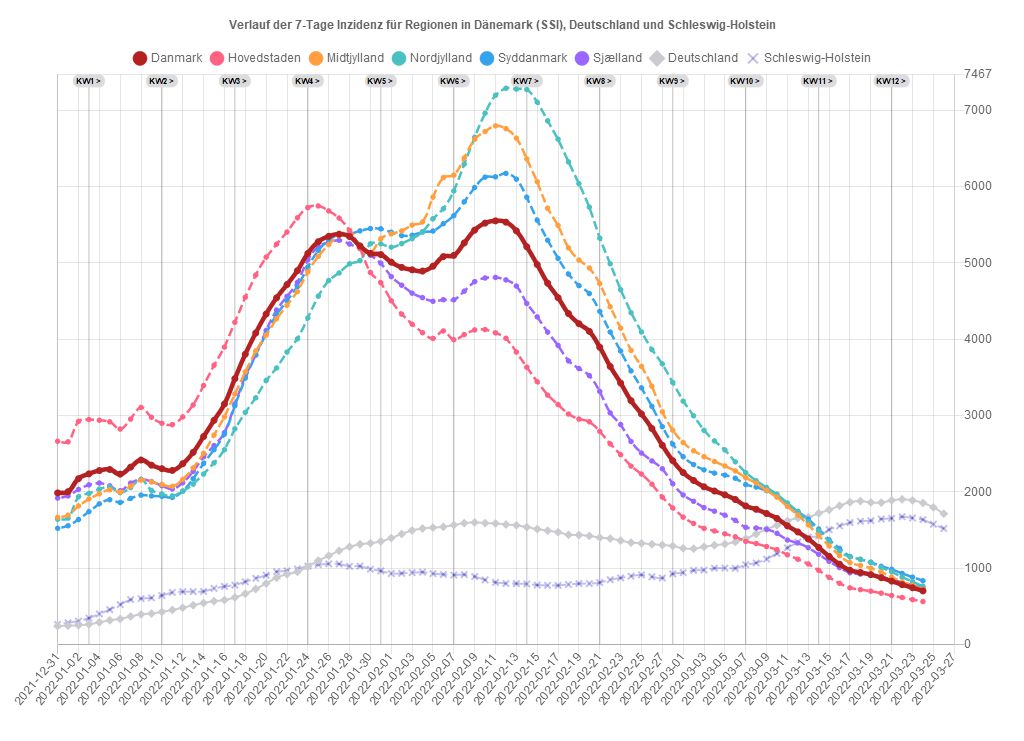 Verlauf der 7-Tage Inzidenz für Regionen in Dänemark (SSI), Deutschland und Schleswig-Holstein
Danmark Hovedstaden Midtjylland Nordjylland Syddanmark Sjælland Deutschland Schleswig-Holstein
KW1 > KW2 > KW3 > KW4 > KW5 > KW6 > KW7 > KW8 > KW9 > KW10 > KW11 > KW12 >
7467
7000
6000
5000
4000
3000
2000
1000
0
2021-12-31 2022-01-02 2022-01-04 2022-01-06 2022-01-08 2022-01-10 2022-01-12 2022-01-14 2022-01-16 2022-01-18 2022-01-20 2022-01-22 2022-01-24 2022-01-26 2022-01-28 2022-01-30 2022-02-01 2022-02-03 2022-02-05 2022-02-07 2022-02-09 2022-02-11 2022-02-13 2022-02-15 2022-02-17 2022-02-19 2022-02-21 2022-02-23 2022-02-25 2022-02-27 2022-03-01 2022-03-03 2022-03-05 2022-03-07 2022-03-09 2022-03-11 2022-03-13 2022-03-15 2022-03-17 2022-03-19 2022-03-21 2022-03-23 2022-03-25 2022-03-27